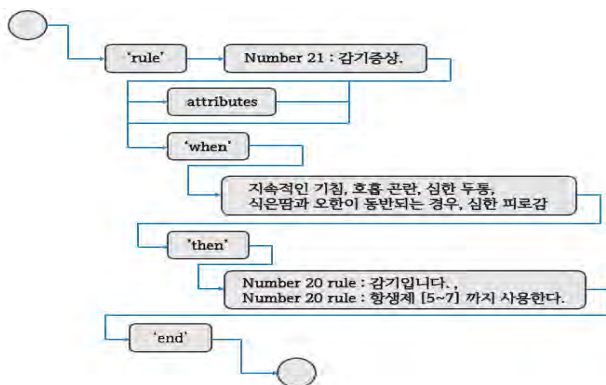 'rule'
Number 21 : 감기증상.
attributes
'when'
지속적인 기침, 호흡 곤란, 심한 두통,
식은땀과 오한이 동반되는 경우, 심한 피로감
'then'
Number 20 rule : 감기입니다. ,
Number 20 rule : 항생제 [5~7] 까지 사용한다.
'end'